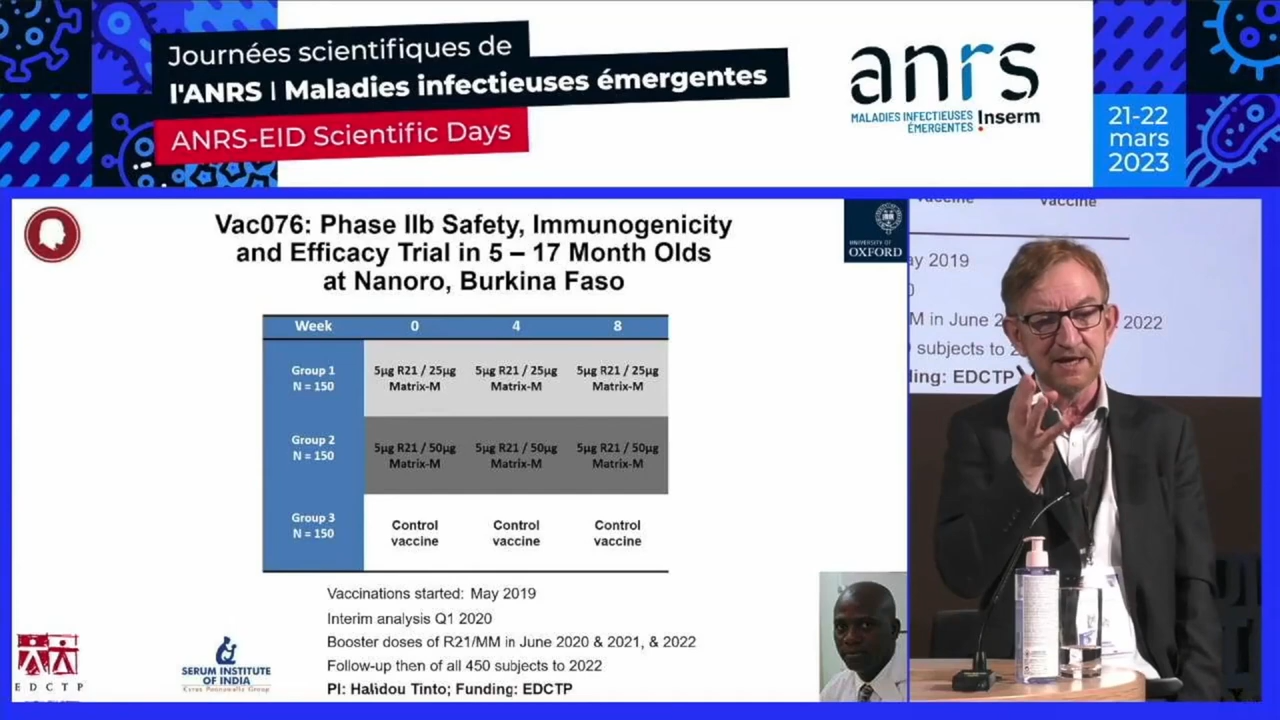 Journées scientifiques de
l'ANRS | Maladies infectieuses émergentes
ANRS-EID Scientific Days
anrs
MALADIES INFECTIEUSES
ÉMERGENTES
Inserm
21-22
mars
2023
Vac076: Phase IIb Safety, Immunogenicity
and Efficacy Trial in 5 – 17 Month Olds
at Nanoro, Burkina Faso
UNIVERSITY OF
OXFORD
Week 0 4 8
Group 1
N = 150
5µg R21 / 25µg 5µg R21 / 25µg 5µg R21 / 25µg
Matrix-M Matrix-M Matrix-M
Group 2
N = 150
5µg R21 / 50µg 5µg R21 / 50µg 5µg R21 / 50µg
Matrix-M Matrix-M Matrix-M
Group 3
N = 150
Control Control Control
vaccine vaccine vaccine
Vaccinations started: May 2019
Interim analysis Q1 2020
Booster doses of R21/MM in June 2020 & 2021, & 2022
Follow-up then of all 450 subjects to 2022
PI: Halidou Tinto; Funding: EDCTP
EDCTP
SERUM INSTITUTE
OF INDIA
Cyrus Poonawalla Group
vaccine vaccine
ay 2019
M in June 2 2022
subjects to 2
ling: EDCTP